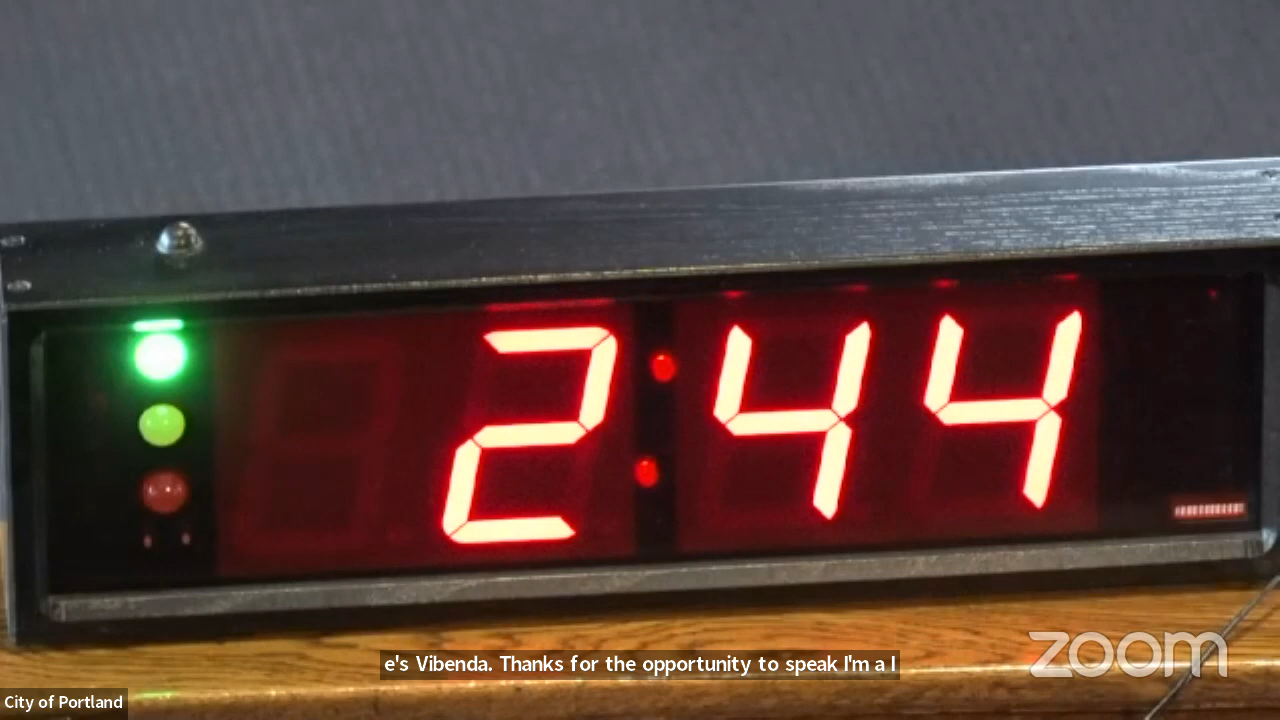 2:44
e's Vibenda. Thanks for the opportunity to speak I'm a l
zoom
City of Portland